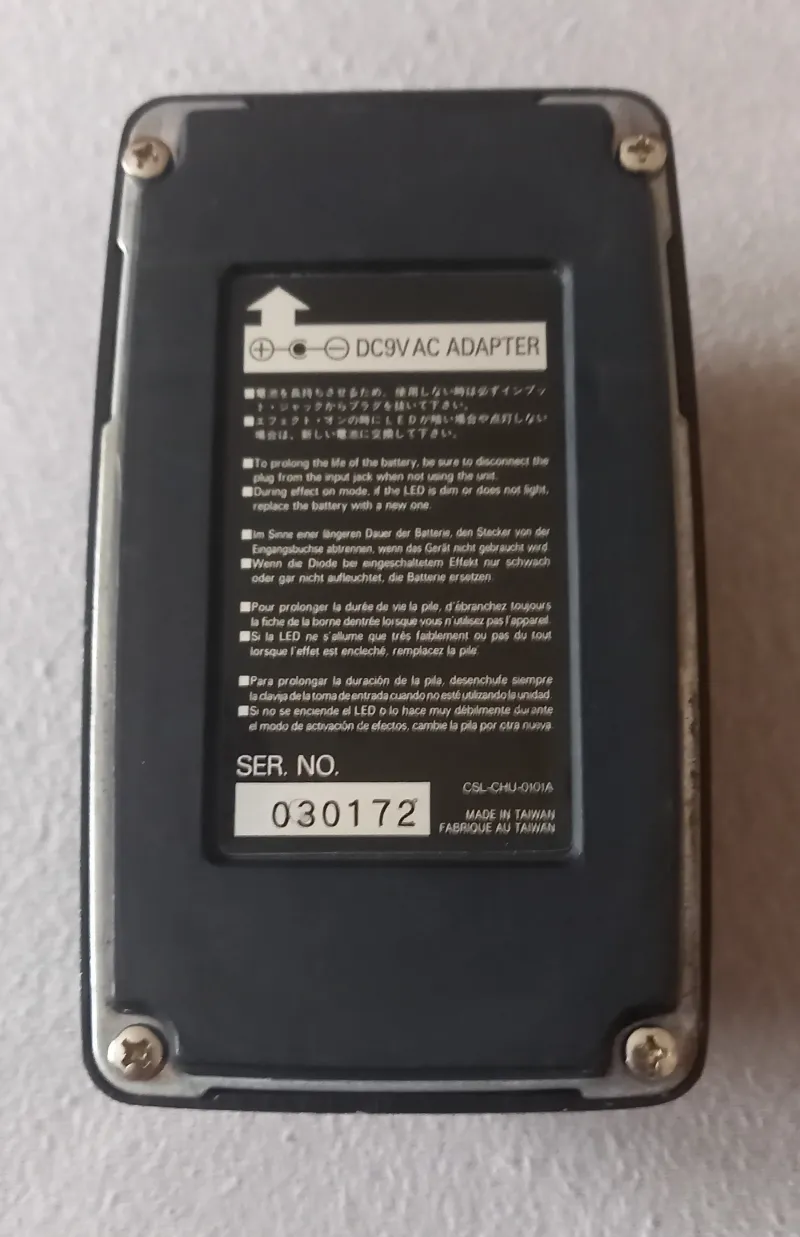 ⊕-⊖ DC9V AC ADAPTER
■電池を長持ちさせるため、使用しない時は必ずインプッ
ト・ジャックからプラグを抜いて下さい。
■エフェクト・オンの時にLEDが暗い場合や点灯しない
場合は、新しい電池に交換して下さい。
■To prolong the life of the battery, be sure to disconnect the
plug from the input jack when not using the unit.
■During effect on mode, if the LED is dim or does not light,
replace the battery with a new one.
■Im Sinne einer längeren Dauer der Batterie, den Stecker von der
Eingangsbuchse abtrennen, wenn das Gerät nicht gebraucht wird.
■Wenn die Diode bei eingeschaltetem Effekt nur schwach
oder gar nicht aufleuchtet, die Batterie ersetzen.
■Pour prolonger la durée de vie la pile, d'ébranchez toujours
la fiche de la borne dentrée lorsque vous n'utilisez pas l'appareil.
■Si la LED ne s'allume que très faiblement ou pas du tout
lorsque l'effet est encleché, remplacez la pile.
■Para prolongar la duración de la pila, desenchufe siempre
la clavija de la toma de entrada cuando no esté utilizando la unidad.
■Si no se enciende el LED o lo hace muy débilmente durante
el modo de activación de efectos, cambie la pila por otra nueva.
SER. NO.
030172
CSL-CHU-0101A
MADE IN TAIWAN
FABRIQUE AU TAIWAN